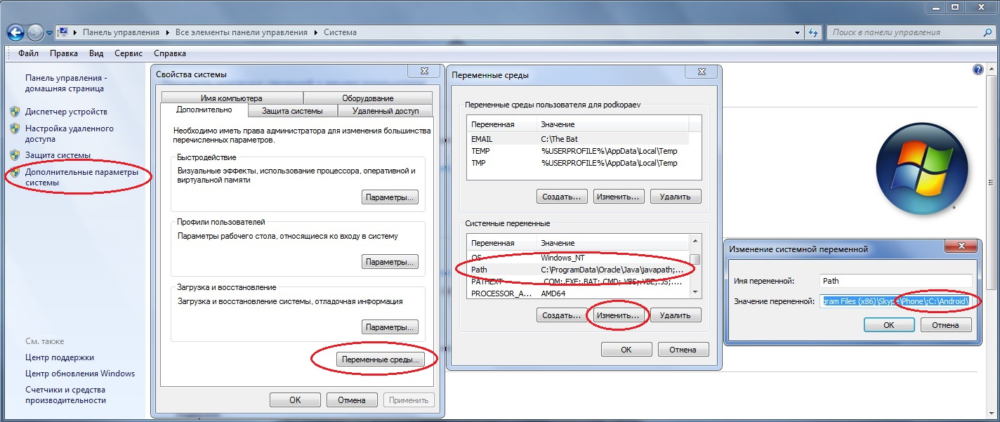 Панель управления
Все элементы панели управления
Система
Поиск в панели управления
Файл
Правка
Вид
Сервис
Справка
Панель управления -
домашняя страница
Диспетчер устройств
Настройка удаленного
доступа
Защита системы
Дополнительные параметры
системы
См. также
Центр поддержки
Центр обновления Windows
Счетчики и средства
производительности
Свойства системы
Имя компьютера
Оборудование
Дополнительно
Защита системы
Удаленный доступ
Необходимо иметь права администратора для изменения большинства
перечисленных параметров.
Быстродействие
Визуальные эффекты, использование процессора, оперативной и
виртуальной памяти
Параметры...
Профили пользователей
Параметры рабочего стола, относящиеся ко входу в систему
Параметры...
Загрузка и восстановление
Загрузка и восстановление системы, отладочная информация
Параметры...
Переменные среды...
OK
Отмена
Применить
Переменные среды
Переменные среды пользователя для podkopaev
Переменная Значение
EMAIL C:\The Bat
TEMP %USERPROFILE%\AppData\Local\Temp
TMP %USERPROFILE%\AppData\Local\Temp
Создать...
Изменить...
Удалить
Системные переменные
Переменная Значение
OS Windows_NT
Path C:\ProgramData\Oracle\Java\javapath;...
PATHEXT .COM;.EXE;.BAT;.CMD;.VBS;.VBE;.JS;....
PROCESSOR_A... AMD64
Создать...
Изменить...
Удалить
OK
Отмена
Изменение системной переменной
Имя переменной: Path
Значение переменной: gram Files (x86)\Skype\Phone\;C:\Android\
OK
Отмена